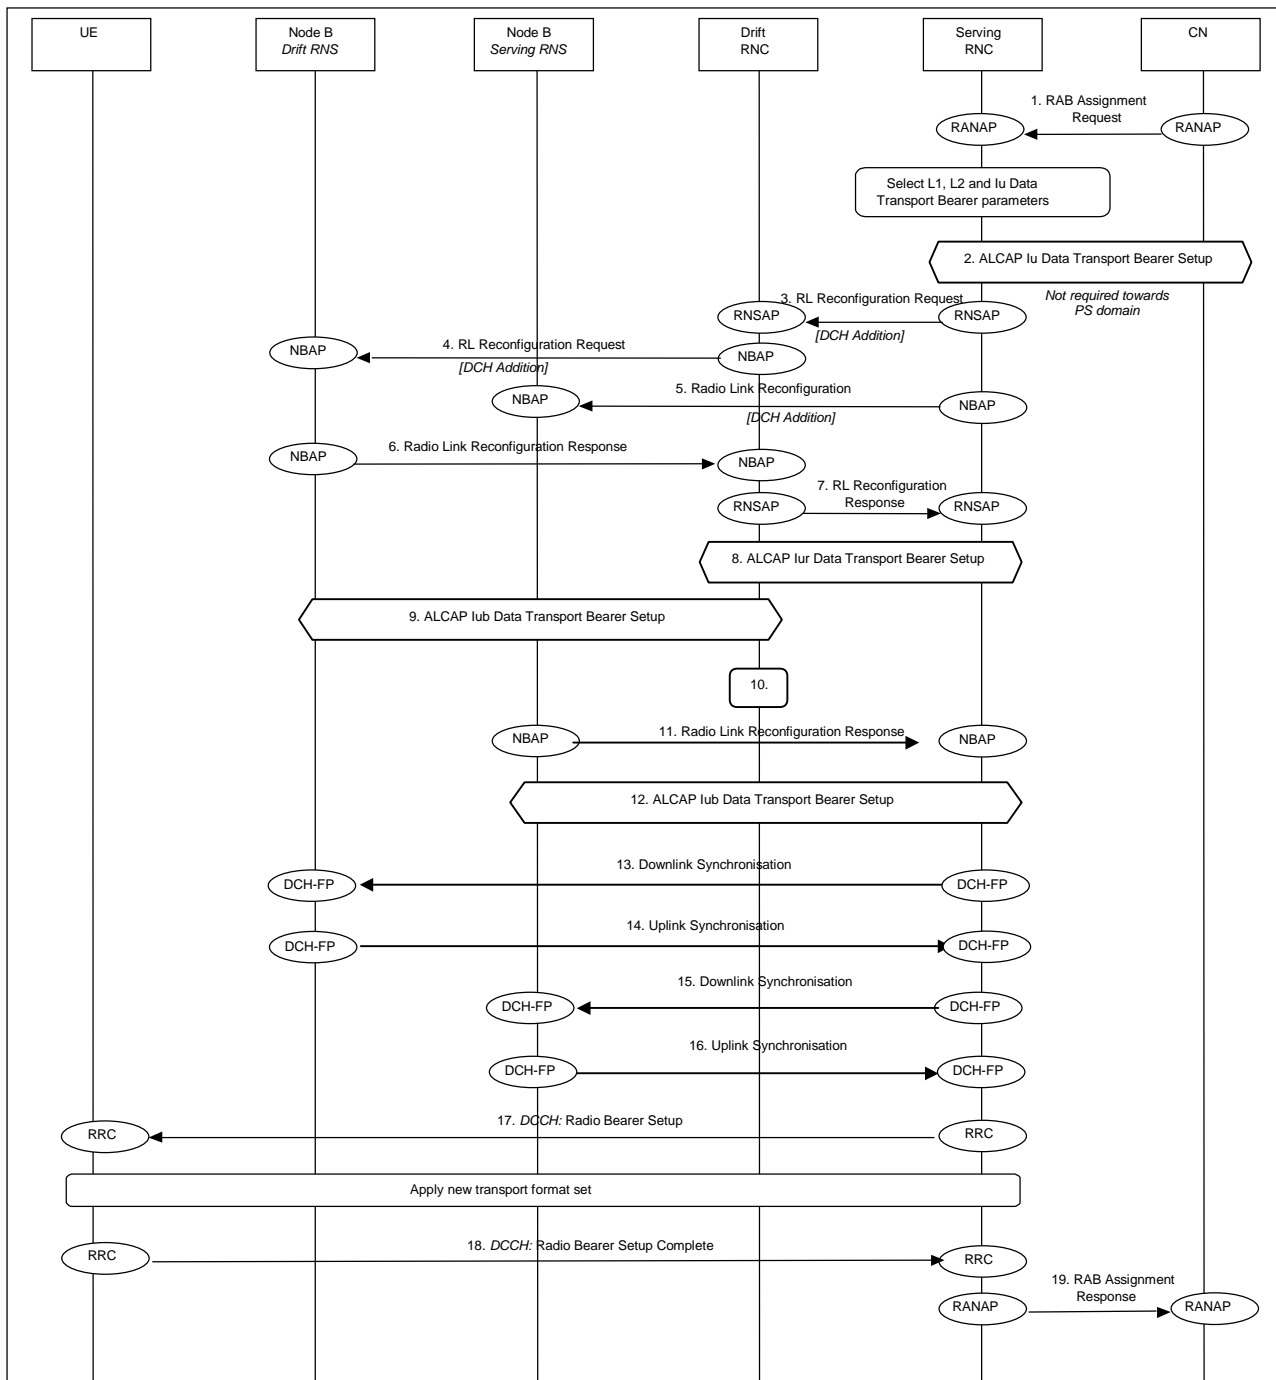 UE
Node B
Drift RNS
Node B
Serving RNS
Drift
RNC
Serving
RNC
CN
1. RAB Assignment
Request
RANAP
RANAP
Select L1, L2 and Iu Data
Transport Bearer parameters
2. ALCAP Iu Data Transport Bearer Setup
Not required towards
PS domain
3. RL Reconfiguration Request
RNSAP
RNSAP
[DCH Addition]
4. RL Reconfiguration Request
NBAP
NBAP
[DCH Addition]
5. Radio Link Reconfiguration
NBAP
NBAP
[DCH Addition]
6. Radio Link Reconfiguration Response
NBAP
NBAP
7. RL Reconfiguration
Response
RNSAP
RNSAP
8. ALCAP Iur Data Transport Bearer Setup
9. ALCAP Iub Data Transport Bearer Setup
10.
11. Radio Link Reconfiguration Response
NBAP
NBAP
12. ALCAP Iub Data Transport Bearer Setup
13. Downlink Synchronisation
DCH-FP
DCH-FP
14. Uplink Synchronisation
DCH-FP
DCH-FP
15. Downlink Synchronisation
DCH-FP
DCH-FP
16. Uplink Synchronisation
DCH-FP
DCH-FP
17. DCCH: Radio Bearer Setup
RRC
RRC
Apply new transport format set
18. DCCH: Radio Bearer Setup Complete
RRC
RRC
19. RAB Assignment
Response
RANAP
RANAP